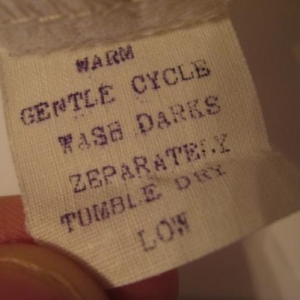 WARM
GENTLE CYCLE
WASH DARKS
ZEPARATELY
TUMBLE DRY
LOW